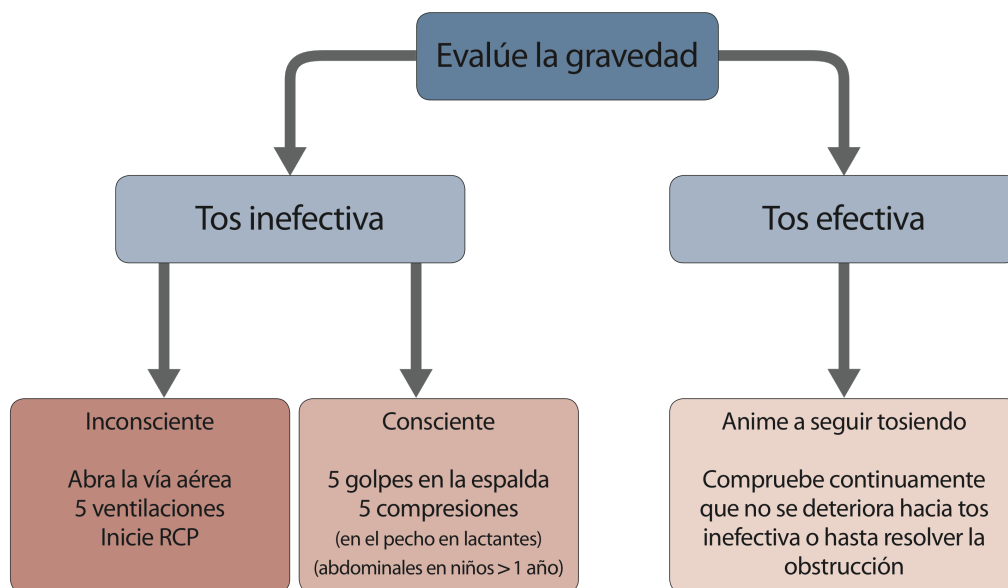 Evalúe la gravedad
Tos inefectiva
Tos efectiva
Inconsciente
Abra la vía aérea
5 ventilaciones
Inicie RCP
Consciente
5 golpes en la espalda
5 compresiones
(en el pecho en lactantes)
(abdominales en niños > 1 año)
Anime a seguir tosiendo
Compruebe continuamente
que no se deteriora hacia tos
inefectiva o hasta resolver la
obstrucción